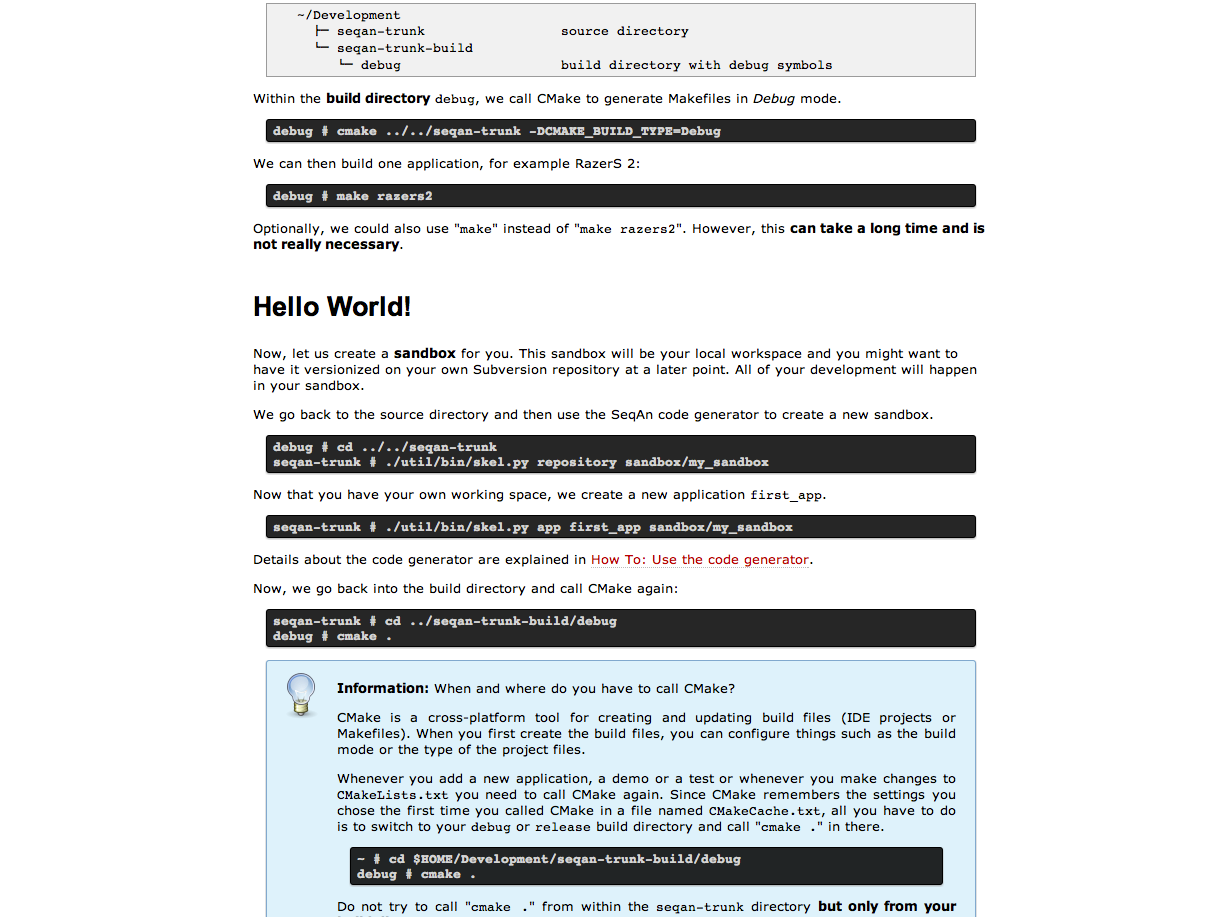 ~/Development
├─ seqan-trunk source directory
└─ seqan-trunk-build
└─ debug build directory with debug symbols
Within the build directory debug, we call CMake to generate Makefiles in Debug mode.
debug # cmake ../../seqan-trunk -DCMAKE_BUILD_TYPE=Debug
We can then build one application, for example RazerS 2:
debug # make razers2
Optionally, we could also use "make" instead of "make razers2". However, this can take a long time and is
not really necessary.
Hello World!
Now, let us create a sandbox for you. This sandbox will be your local workspace and you might want to
have it versionized on your own Subversion repository at a later point. All of your development will happen
in your sandbox.
We go back to the source directory and then use the SeqAn code generator to create a new sandbox.
debug # cd ../../seqan-trunk
seqan-trunk # ./util/bin/skel.py repository sandbox/my_sandbox
Now that you have your own working space, we create a new application first_app.
seqan-trunk # ./util/bin/skel.py app first_app sandbox/my_sandbox
Details about the code generator are explained in How To: Use the code generator.
Now, we go back into the build directory and call CMake again:
seqan-trunk # cd ../seqan-trunk-build/debug
debug # cmake .
Information: When and where do you have to call CMake?
CMake is a cross-platform tool for creating and updating build files (IDE projects or
Makefiles). When you first create the build files, you can configure things such as the build
mode or the type of the project files.
Whenever you add a new application, a demo or a test or whenever you make changes to
CMakeLists.txt you need to call CMake again. Since CMake remembers the settings you
chose the first time you called CMake in a file named CMakeCache.txt, all you have to do
is to switch to your debug or release build directory and call "cmake ." in there.
~ # cd $HOME/Development/seqan-trunk-build/debug
debug # cmake .
Do not try to call "cmake ." from within the seqan-trunk directory but only from your